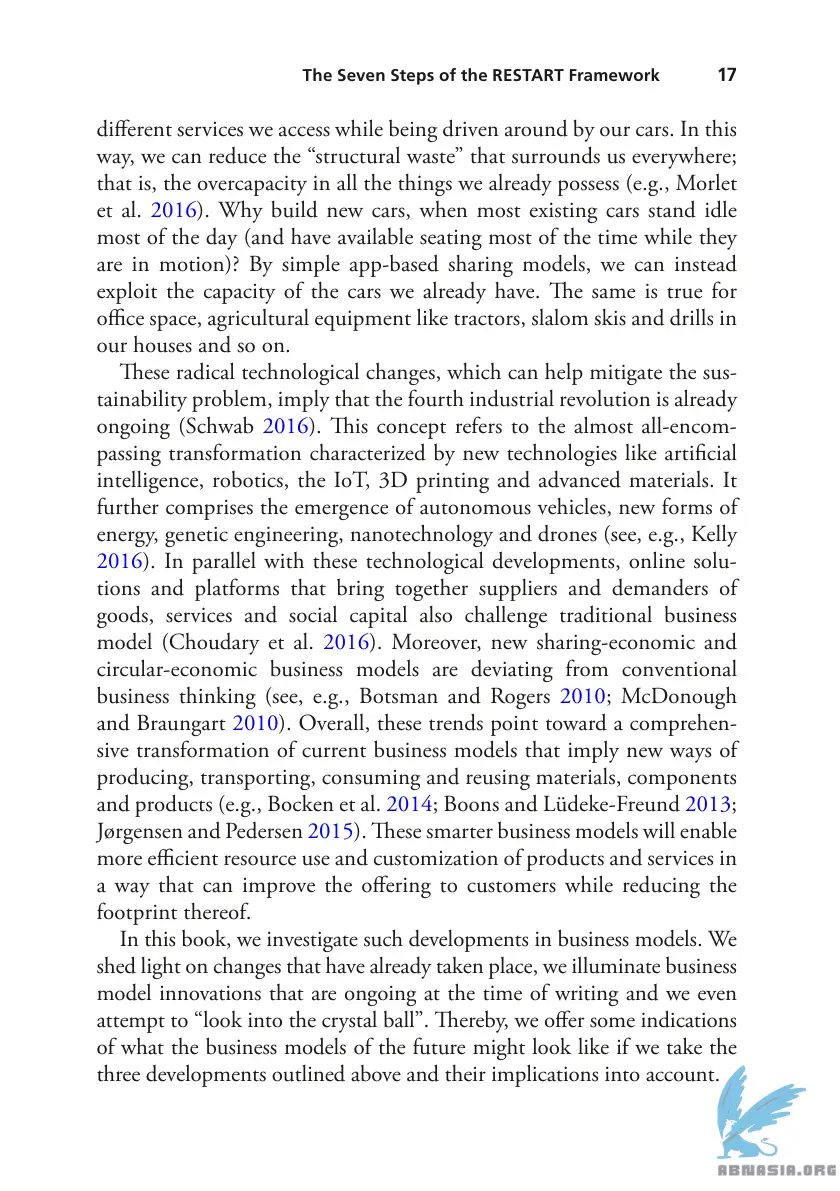 The Seven Steps of the RESTART Framework 17
different services we access while being driven around by our cars. In this
way, we can reduce the “structural waste” that surrounds us everywhere;
that is, the overcapacity in all the things we already possess (e.g., Morlet
et al. 2016). Why build new cars, when most existing cars stand idle
most of the day (and have available seating most of the time while they
are in motion)? By simple app-based sharing models, we can instead
exploit the capacity of the cars we already have. The same is true for
office space, agricultural equipment like tractors, slalom skis and drills in
our houses and so on.
These radical technological changes, which can help mitigate the sus-
tainability problem, imply that the fourth industrial revolution is already
ongoing (Schwab 2016). This concept refers to the almost all-encom-
passing transformation characterized by new technologies like artificial
intelligence, robotics, the IoT, 3D printing and advanced materials. It
further comprises the emergence of autonomous vehicles, new forms of
energy, genetic engineering, nanotechnology and drones (see, e.g., Kelly
2016). In parallel with these technological developments, online solu-
tions and platforms that bring together suppliers and demanders of
goods, services and social capital also challenge traditional business
model (Choudary et al. 2016). Moreover, new sharing-economic and
circular-economic business models are deviating from conventional
business thinking (see, e.g., Botsman and Rogers 2010; McDonough
and Braungart 2010). Overall, these trends point toward a comprehen-
sive transformation of current business models that imply new ways of
producing, transporting, consuming and reusing materials, components
and products (e.g., Bocken et al. 2014; Boons and Lüdeke-Freund 2013;
Jørgensen and Pedersen 2015). These smarter business models will enable
more efficient resource use and customization of products and services in
a way that can improve the offering to customers while reducing the
footprint thereof.
In this book, we investigate such developments in business models. We
shed light on changes that have already taken place, we illuminate business
model innovations that are ongoing at the time of writing and we even
attempt to “look into the crystal ball”. Thereby, we offer some indications
of what the business models of the future might look like if we take the
three developments outlined above and their implications into account.
ABNASIA.ORG